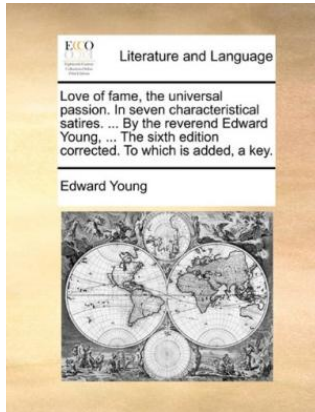 ECCO
Literature and Language
Love of fame, the universal
passion. In seven characteristical
satires. ... By the reverend Edward
Young, ... The sixth edition
corrected. To which is added, a key.
Edward Young